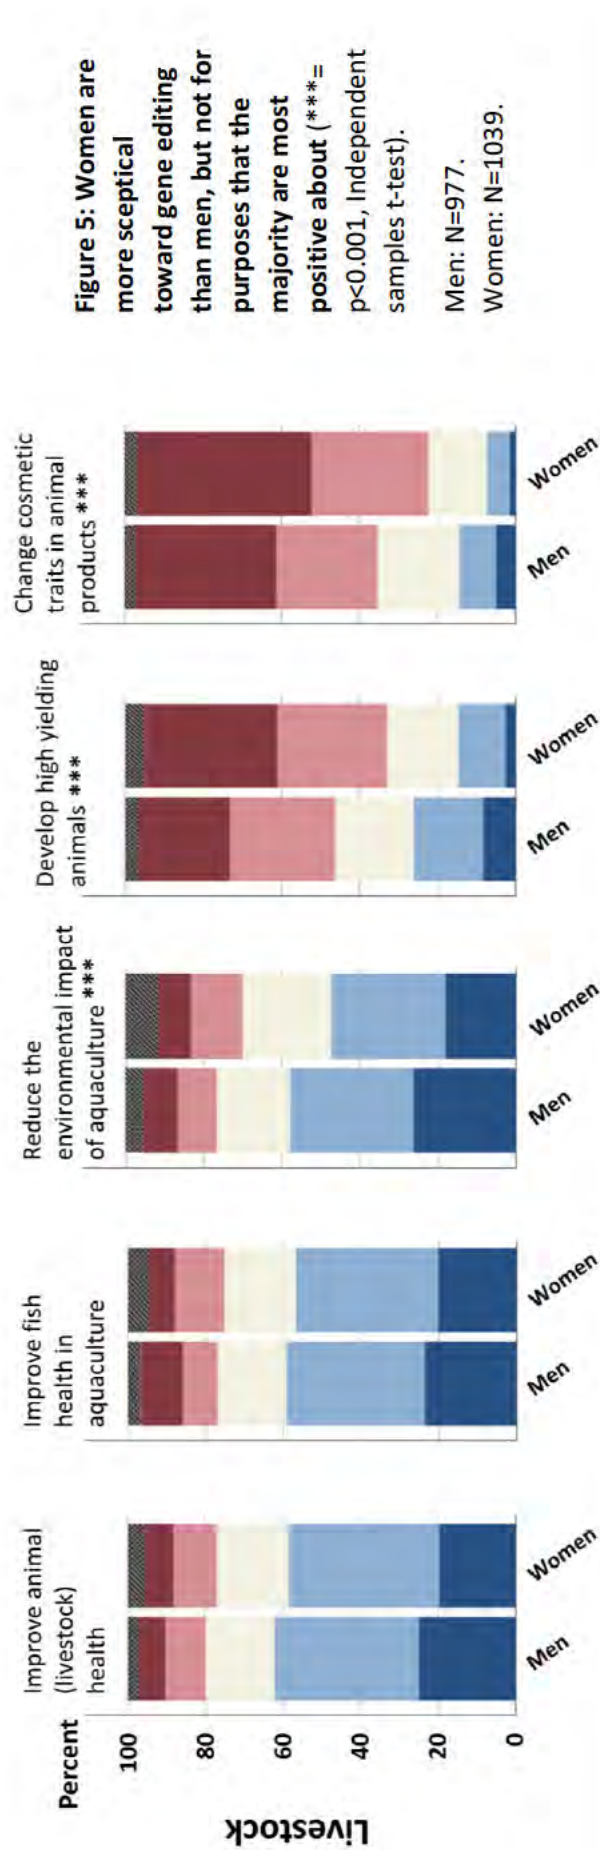 Livestock
Percent
100
80
60
40
20
0
Improve animal
(livestock)
health
Men
Women
Improve fish
health in
aquaculture
Men
Women
Reduce the
environmental impact
of aquaculture ***
Men
Women
Develop high yielding
animals ***
Men
Women
Change cosmetic
traits in animal
products ***
Men
Women
Figure 5: Women are
more sceptical
toward gene editing
than men, but not for
purposes that the
majority are most
positive about (***=
p<0.001, Independent
samples t-test).
Men: N=977.
Women: N=1039.